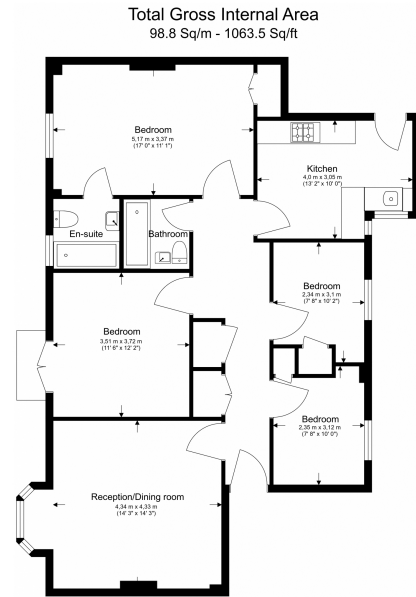 Total Gross Internal Area
98.8 Sq/m - 1063.5 Sq/ft
Bedroom
5,17 m x 3,37 m
(17' 0" x 11' 1")
Kitchen
4,0 m x 3,05 m
(13' 2" x 10' 0")
En-suite
Bathroom
Bedroom
2,34 m x 3,1 m
(7' 8" x 10' 2")
Bedroom
3,51 m x 3,72 m
(11' 6" x 12' 2")
Bedroom
2,35 m x 3,12 m
(7' 8" x 10' 0")
Reception/Dining room
4,34 m x 4,33 m
(14' 3" x 14' 3")